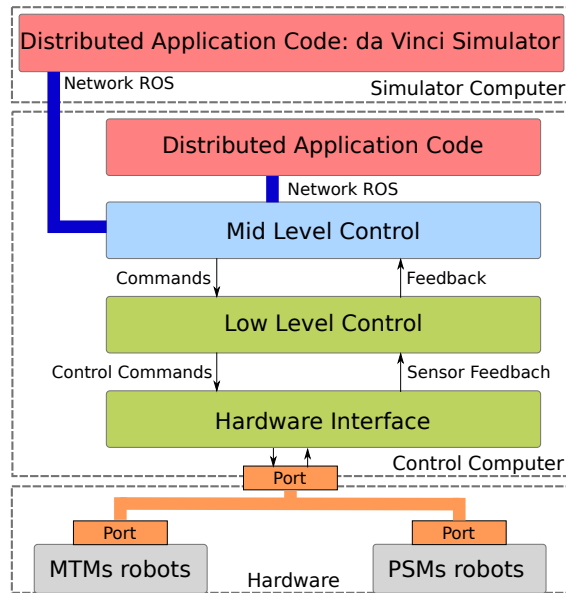 Distributed Application Code: da Vinci Simulator
Network ROS
Simulator Computer
Distributed Application Code
Network ROS
Mid Level Control
Commands
Feedback
Low Level Control
Control Commands
Sensor Feedbach
Hardware Interface
Control Computer
Port
Port
Port
MTMs robots
PSMs robots
Hardware